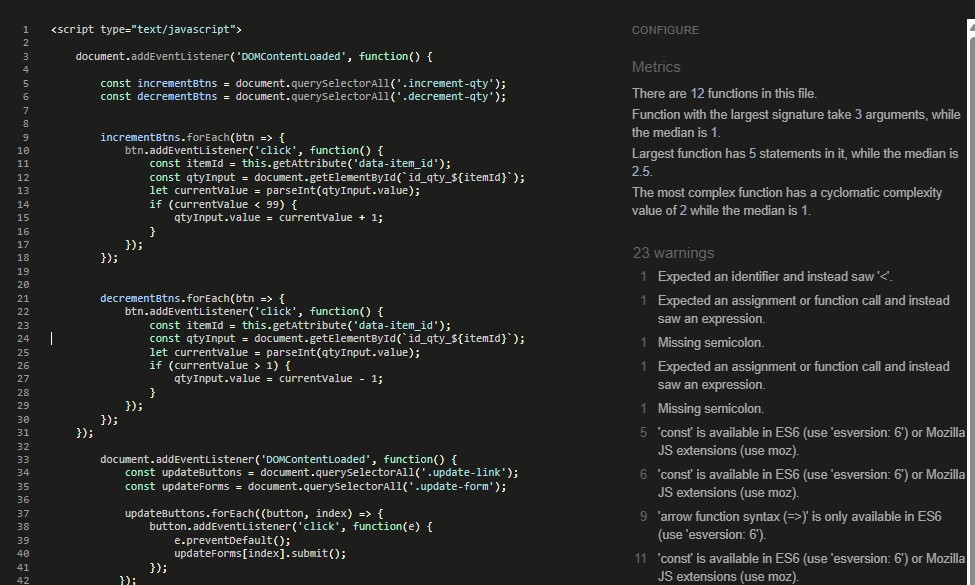 1 <script type="text/javascript">
2
3 document.addEventListener('DOMContentLoaded', function() {
4
5 const incrementBtns = document.querySelectorAll('.increment-qty');
6 const decrementBtns = document.querySelectorAll('.decrement-qty');
7
8
9 incrementBtns.forEach(btn => {
10 btn.addEventListener('click', function() {
11 const itemId = this.getAttribute('data-item_id');
12 const qtyInput = document.getElementById(`id_qty_${itemId}`);
13 let currentValue = parseInt(qtyInput.value);
14 if (currentValue < 99) {
15 qtyInput.value = currentValue + 1;
16 }
17 });
18 });
19
20
21 decrementBtns.forEach(btn => {
22 btn.addEventListener('click', function() {
23 const itemId = this.getAttribute('data-item_id');
24 const qtyInput = document.getElementById(`id_qty_${itemId}`);
25 let currentValue = parseInt(qtyInput.value);
26 if (currentValue > 1) {
27 qtyInput.value = currentValue - 1;
28 }
29 });
30 });
31 });
32
33 document.addEventListener('DOMContentLoaded', function() {
34 const updateButtons = document.querySelectorAll('.update-link');
35 const updateForms = document.querySelectorAll('.update-form');
36
37 updateButtons.forEach((button, index) => {
38 button.addEventListener('click', function(e) {
39 e.preventDefault();
40 updateForms[index].submit();
41 });
42 });
CONFIGURE
Metrics
There are 12 functions in this file.
Function with the largest signature take 3 arguments, while
the median is 1.
Largest function has 5 statements in it, while the median is
2.5.
The most complex function has a cyclomatic complexity
value of 2 while the median is 1.
23 warnings
1 Expected an identifier and instead saw '<'.
1 Expected an assignment or function call and instead
saw an expression.
1 Missing semicolon.
1 Expected an assignment or function call and instead
saw an expression.
1 Missing semicolon.
5 'const' is available in ES6 (use 'esversion: 6') or Mozilla
JS extensions (use moz).
6 'const' is available in ES6 (use 'esversion: 6') or Mozilla
JS extensions (use moz).
9 'arrow function syntax (=>)' is only available in ES6
(use 'esversion: 6').
11 'const' is available in ES6 (use 'esversion: 6') or Mozilla
JS extensions (use moz).